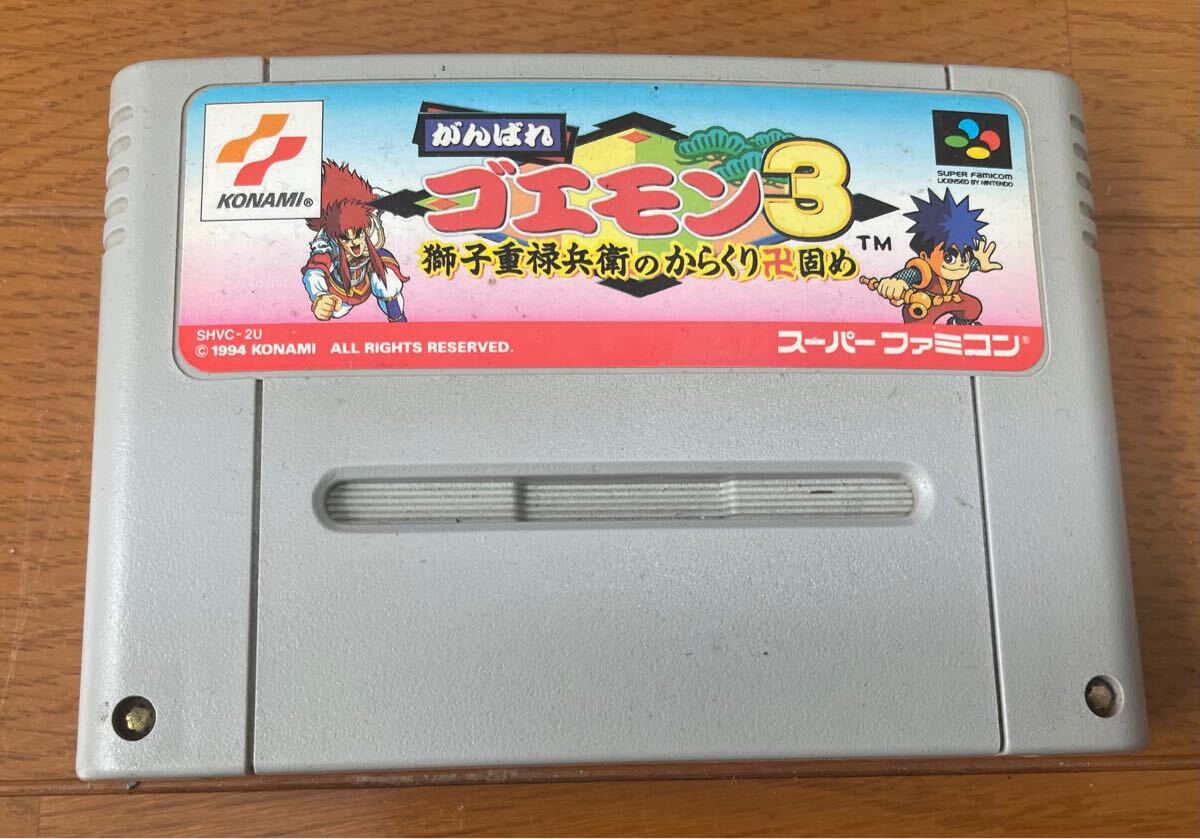 KONAMI®
がんばれ
ゴエモン3
TM
獅子重禄兵衛のからくり卍固め
SUPER FAMICOM
LICENSED BY NINTENDO
SHVC-2U
© 1994 KONAMI ALL RIGHTS RESERVED.
スーパーファミコン®